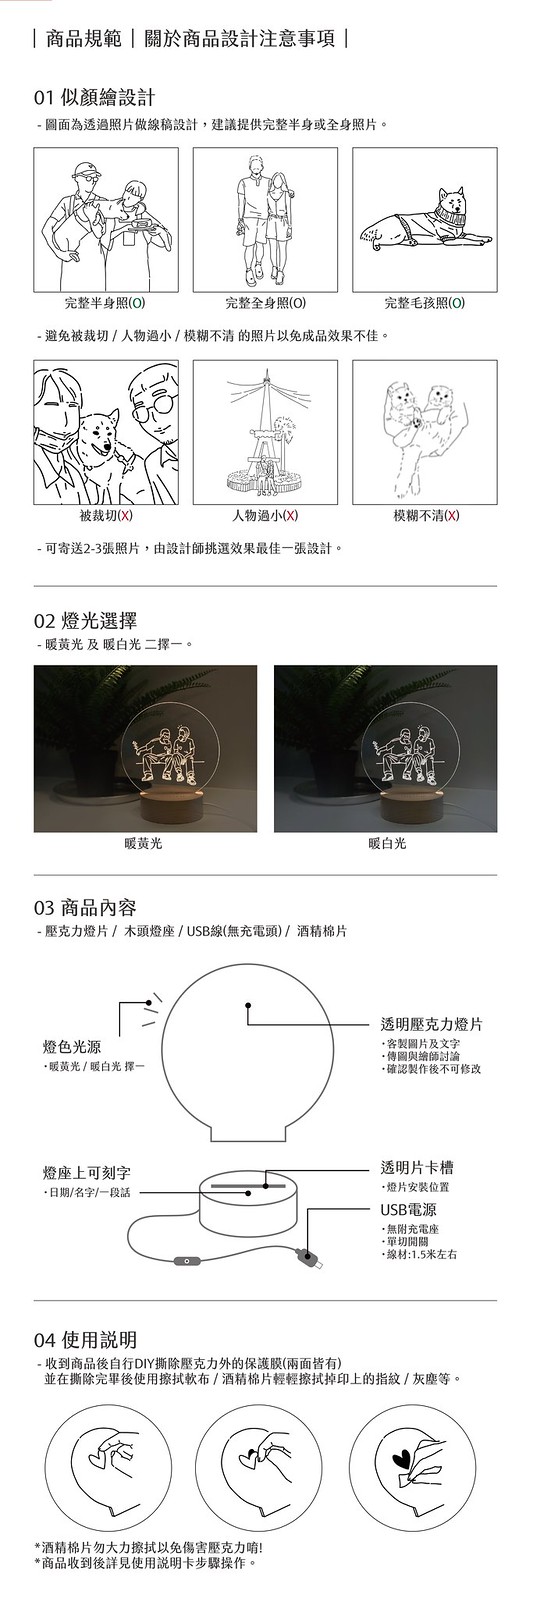 | 商品規範 | 關於商品設計注意事項 |
01 似顏繪設計
- 圖面為透過照片做線稿設計，建議提供完整半身或全身照片。
完整半身照(O)
完整全身照(O)
完整毛孩照(O)
- 避免被裁切 / 人物過小 / 模糊不清 的照片以免成品效果不佳。
被裁切(X)
人物過小(X)
模糊不清(X)
- 可寄送2-3張照片，由設計師挑選效果最佳一張設計。
02 燈光選擇
- 暖黃光 及 暖白光 二擇一。
暖黃光
暖白光
03 商品內容
- 壓克力燈片 / 木頭燈座 / USB線(無充電頭) / 酒精棉片
燈色光源
·暖黃光 / 暖白光 擇一
透明壓克力燈片
·客製圖片及文字
·傳圖與繪師討論
·確認製作後不可修改
燈座上可刻字
·日期/名字/一段話
透明片卡槽
·燈片安裝位置
USB電源
·無附充電座
·單切開關
·線材:1.5米左右
04 使用説明
- 收到商品後自行DIY撕除壓克力外的保護膜(兩面皆有)
並在撕除完畢後使用擦拭軟布 / 酒精棉片輕輕擦拭掉印上的指紋 / 灰塵等。
*酒精棉片勿大力擦拭以免傷害壓克力唷!
*商品收到後詳見使用説明卡步驟操作。